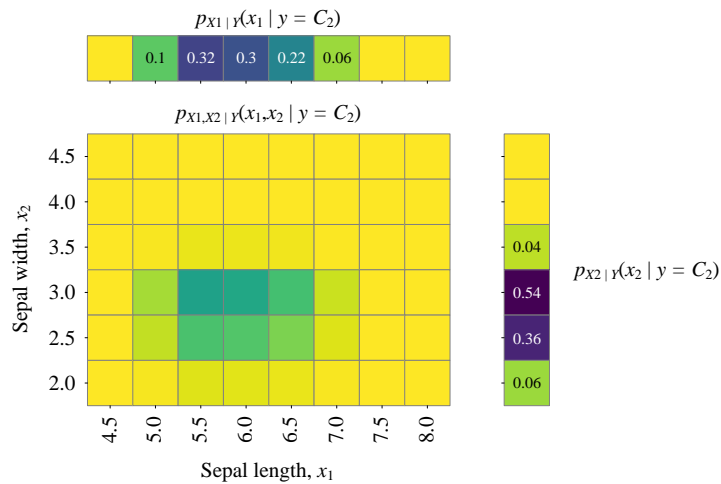 p_{X1 | Y}(x_1 | y = C_2)
0.1 0.32 0.3 0.22 0.06
p_{X1,X2 | Y}(x_1,x_2 | y = C_2)
4.5
4.0
3.5
3.0
2.5
2.0
Sepal width, x_2
4.5 5.0 5.5 6.0 6.5 7.0 7.5 8.0
Sepal length, x_1
0.04
0.54
0.36
0.06
p_{X2 | Y}(x_2 | y = C_2)